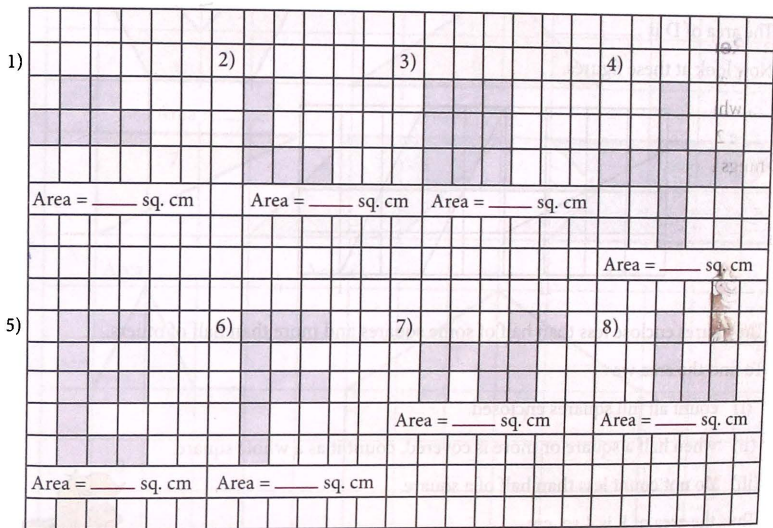 1) 2) 3) 4)
Area = ____ sq. cm Area = ____ sq. cm Area = ____ sq. cm
Area = ____ sq. cm
5) 6) 7) 8)
Area = ____ sq. cm Area = ____ sq. cm
Area = ____ sq. cm Area = ____ sq. cm